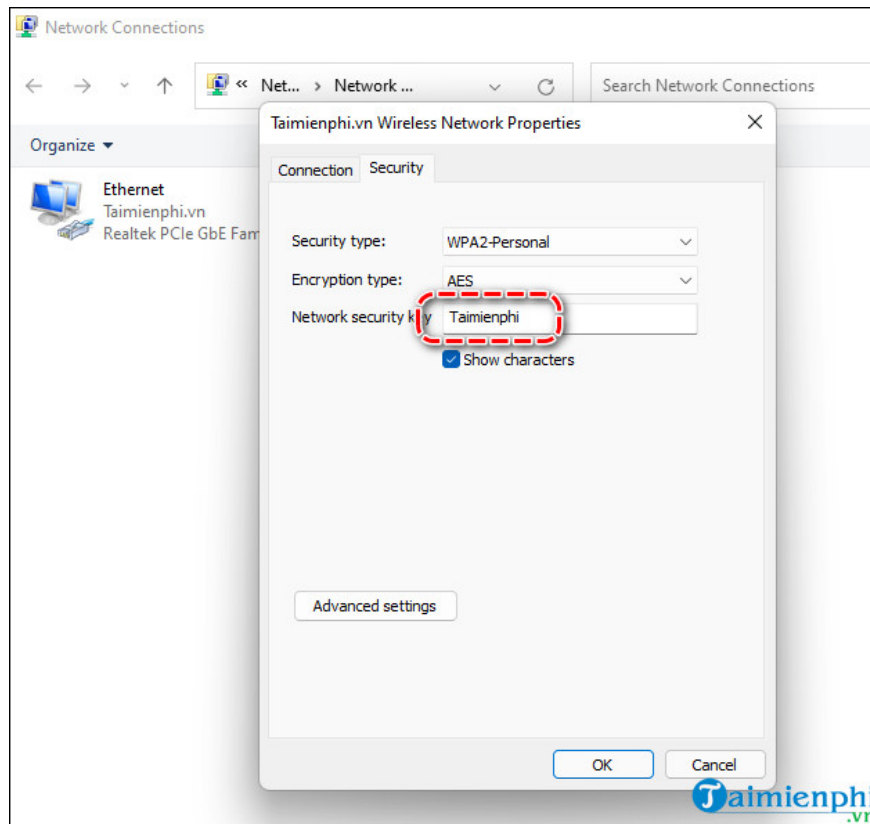 Network Connections
« Net... > Network ...
Search Network Connections
Organize
Ethernet
Taimienphi.vn
Realtek PCIe GbE Fam
Taimienphi.vn Wireless Network Properties
Connection
Security
Security type:
WPA2-Personal
Encryption type:
AES
Network security k y
Taimienphi
Show characters
Advanced settings
OK
Cancel
Taimienphi
.vn